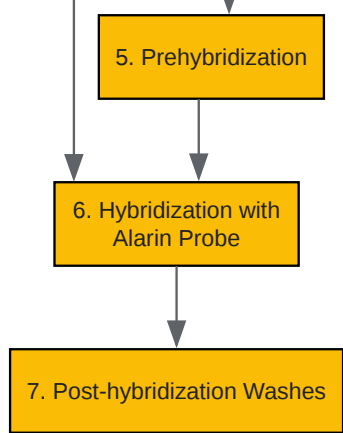 5. Prehybridization
6. Hybridization with
Alarin Probe
7. Post-hybridization Washes